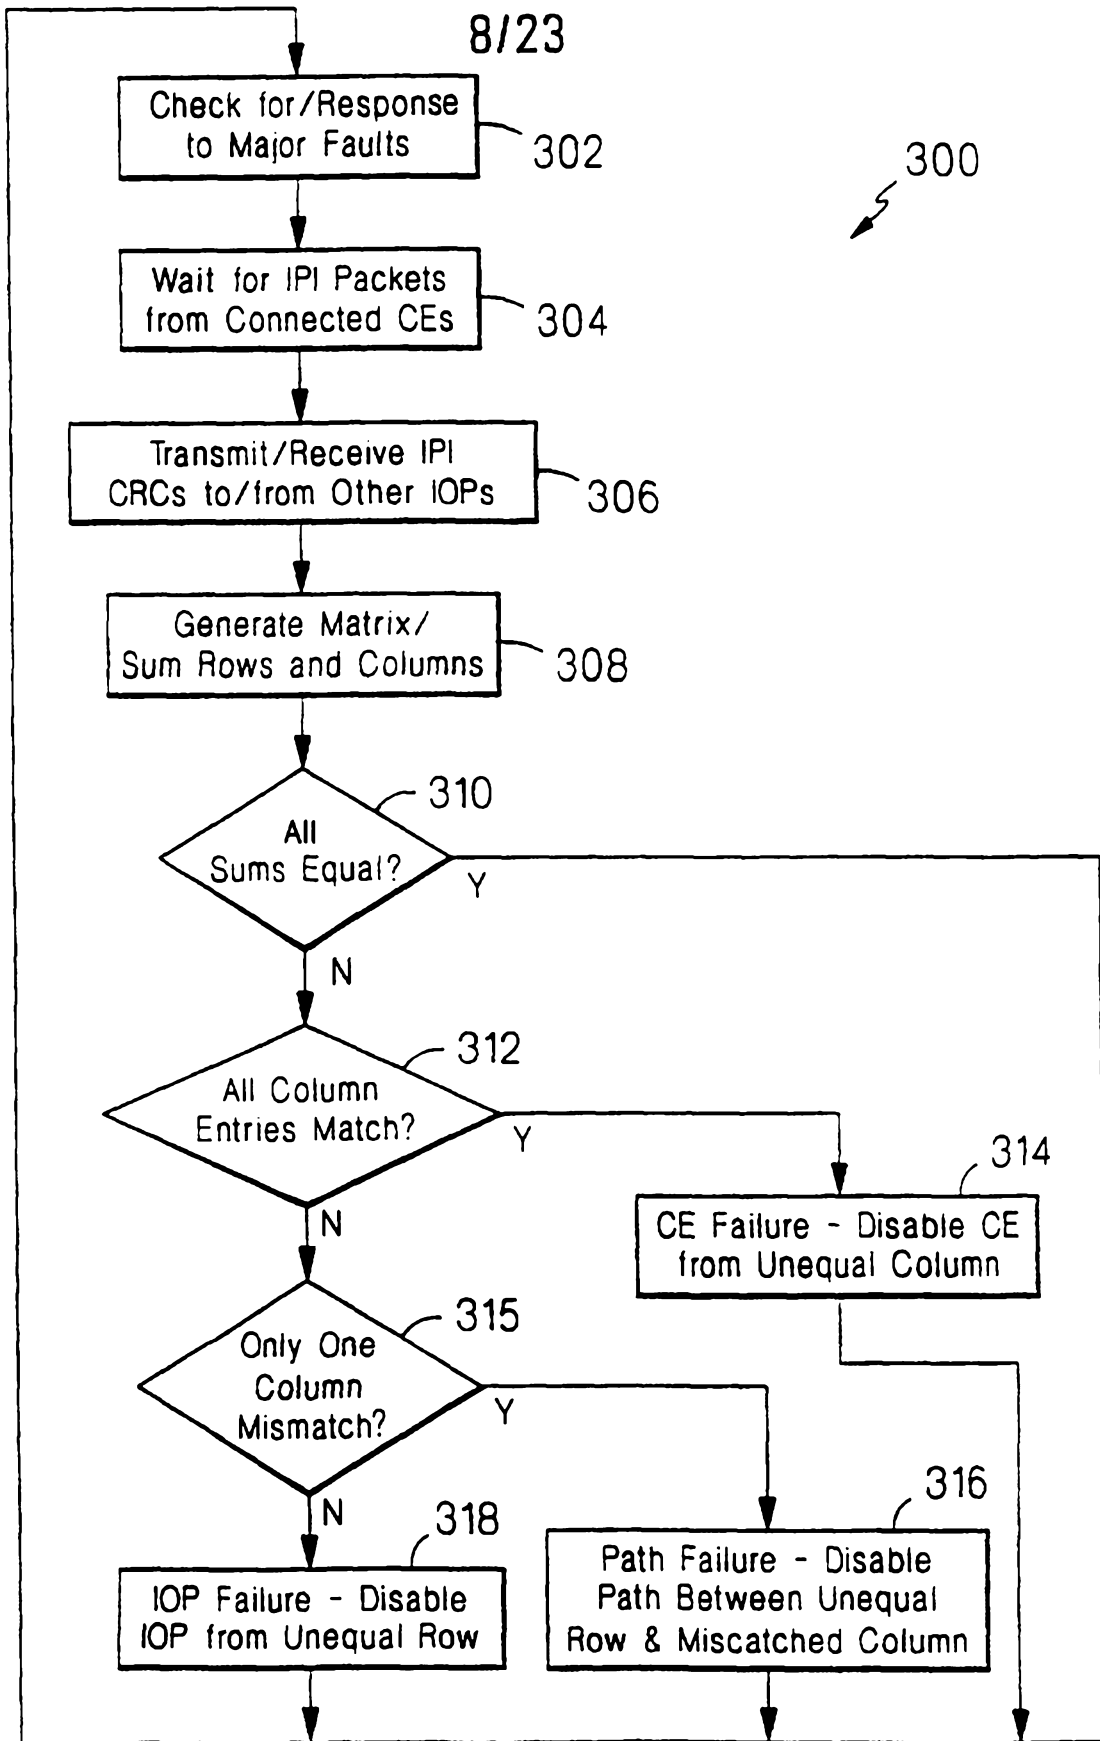 8/23
Check for/Response
to Major Faults
302
300
Wait for IPI Packets
from Connected CEs
304
Transmit/Receive IPI
CRCs to/from Other IOPs
306
Generate Matrix/
Sum Rows and Columns
308
310
All
Sums Equal?
Y
N
312
All Column
Entries Match?
Y
N
314
CE Failure - Disable CE
from Unequal Column
315
Only One
Column
Mismatch?
Y
N
316
Path Failure - Disable
Path Between Unequal
Row & Miscatched Column
318
IOP Failure - Disable
IOP from Unequal Row